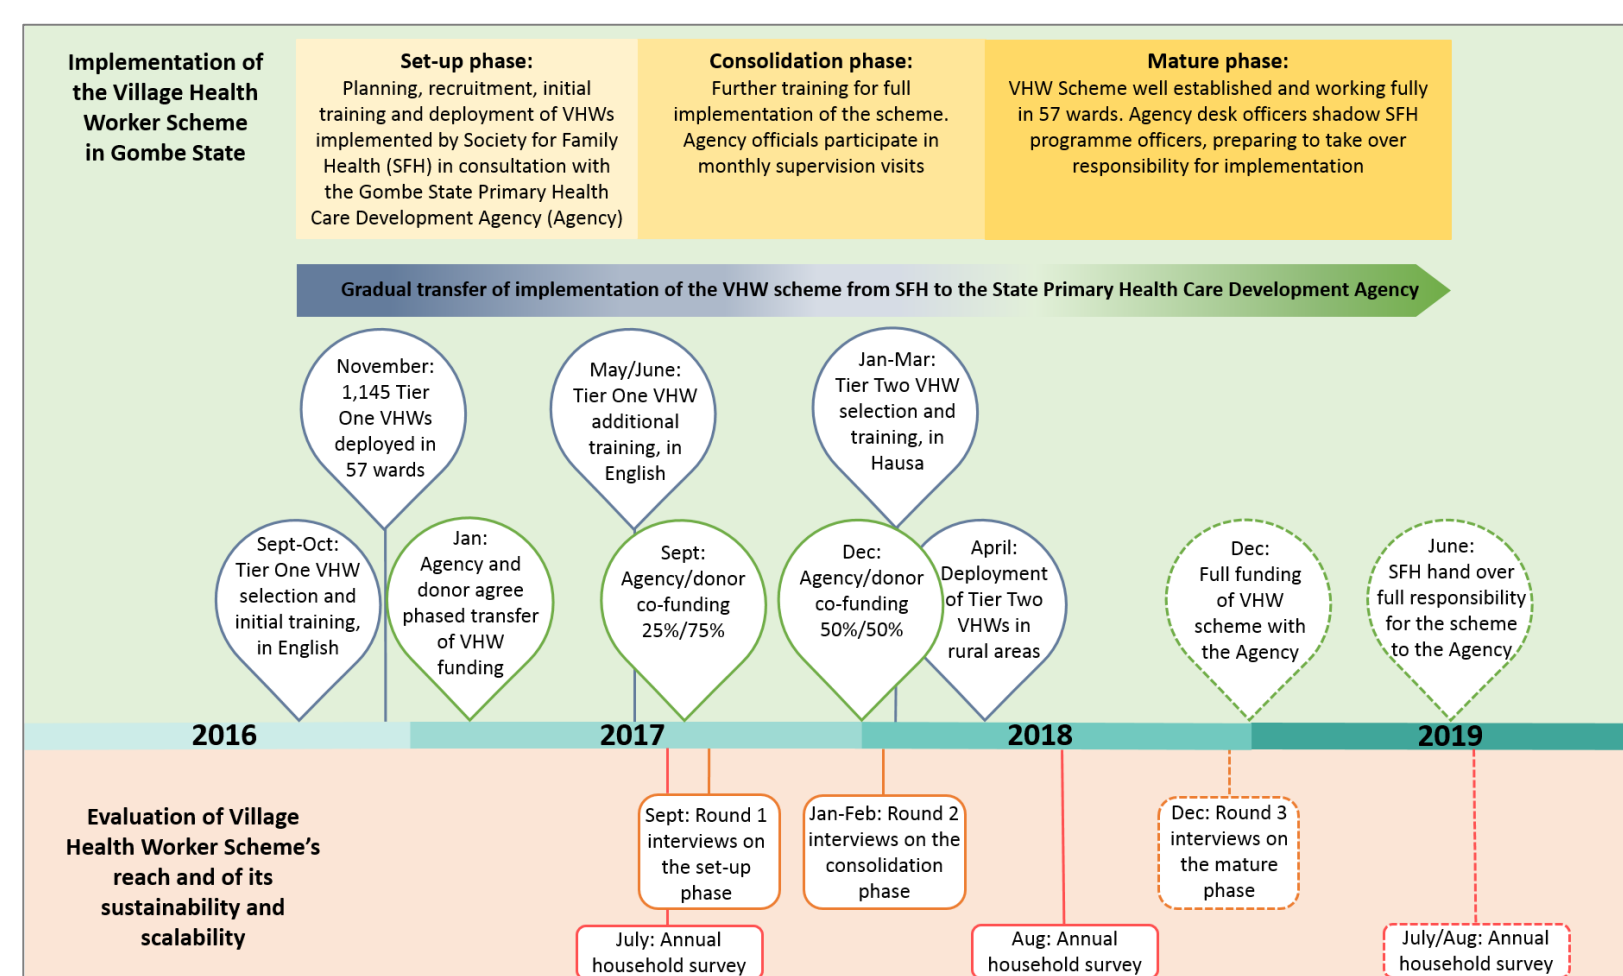 Implementation of
the Village Health
Worker Scheme
in Gombe State
Set-up phase:
Planning, recruitment, initial
training and deployment of VHWs
implemented by Society for Family
Health (SFH) in consultation with
the Gombe State Primary Health
Care Development Agency (Agency)
Consolidation phase:
Further training for full
implementation of the scheme.
Agency officials participate in
monthly supervision visits
Mature phase:
VHW Scheme well established and working fully
in 57 wards. Agency desk officers shadow SFH
programme officers, preparing to take over
responsibility for implementation
Gradual transfer of implementation of the VHW scheme from SFH to the State Primary Health Care Development Agency
November:
1,145 Tier
One VHWs
deployed in
57 wards
May/June:
Tier One VHW
additional
training, in
English
Jan-Mar:
Tier Two VHW
selection and
training, in
Hausa
Sept-Oct:
Tier One VHW
selection and
initial training,
in English
Jan:
Agency and
donor agree
phased transfer
of VHW
funding
Sept:
Agency/donor
co-funding
25%/75%
Dec:
Agency/donor
co-funding
50%/50%
April:
Deployment
of Tier Two
VHWs in
rural areas
Dec:
Full funding
of VHW
scheme with
the Agency
June:
SFH hand over
full responsibility
for the scheme
to the Agency
2016
2017
2018
2019
Evaluation of Village
Health Worker Scheme's
reach and of its
sustainability and
scalability
Sept: Round 1
interviews on
the set-up
phase
Jan-Feb: Round 2
interviews on the
consolidation
phase
Dec: Round 3
interviews on
the mature
phase
July: Annual
household survey
Aug: Annual
household survey
July/Aug: Annual
household survey